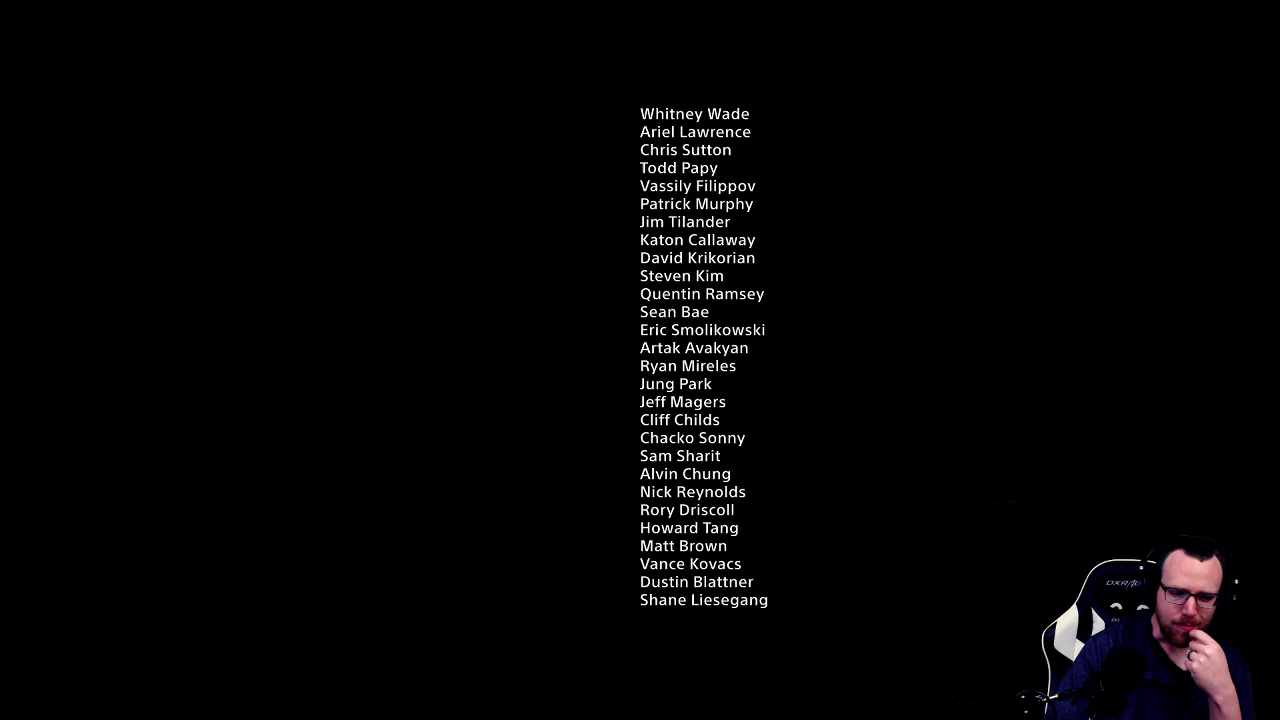 Whitney Wade
Ariel Lawrence
Chris Sutton
Todd Papy
Vassily Filippov
Patrick Murphy
Jim Tilander
Katon Callaway
David Krikorian
Steven Kim
Quentin Ramsey
Sean Bae
Eric Smolikowski
Artak Avakyan
Ryan Mireles
Jung Park
Jeff Magers
Cliff Childs
Chacko Sonny
Sam Sharit
Alvin Chung
Nick Reynolds
Rory Driscoll
Howard Tang
Matt Brown
Vance Kovacs
Dustin Blattner
Shane Liesegang